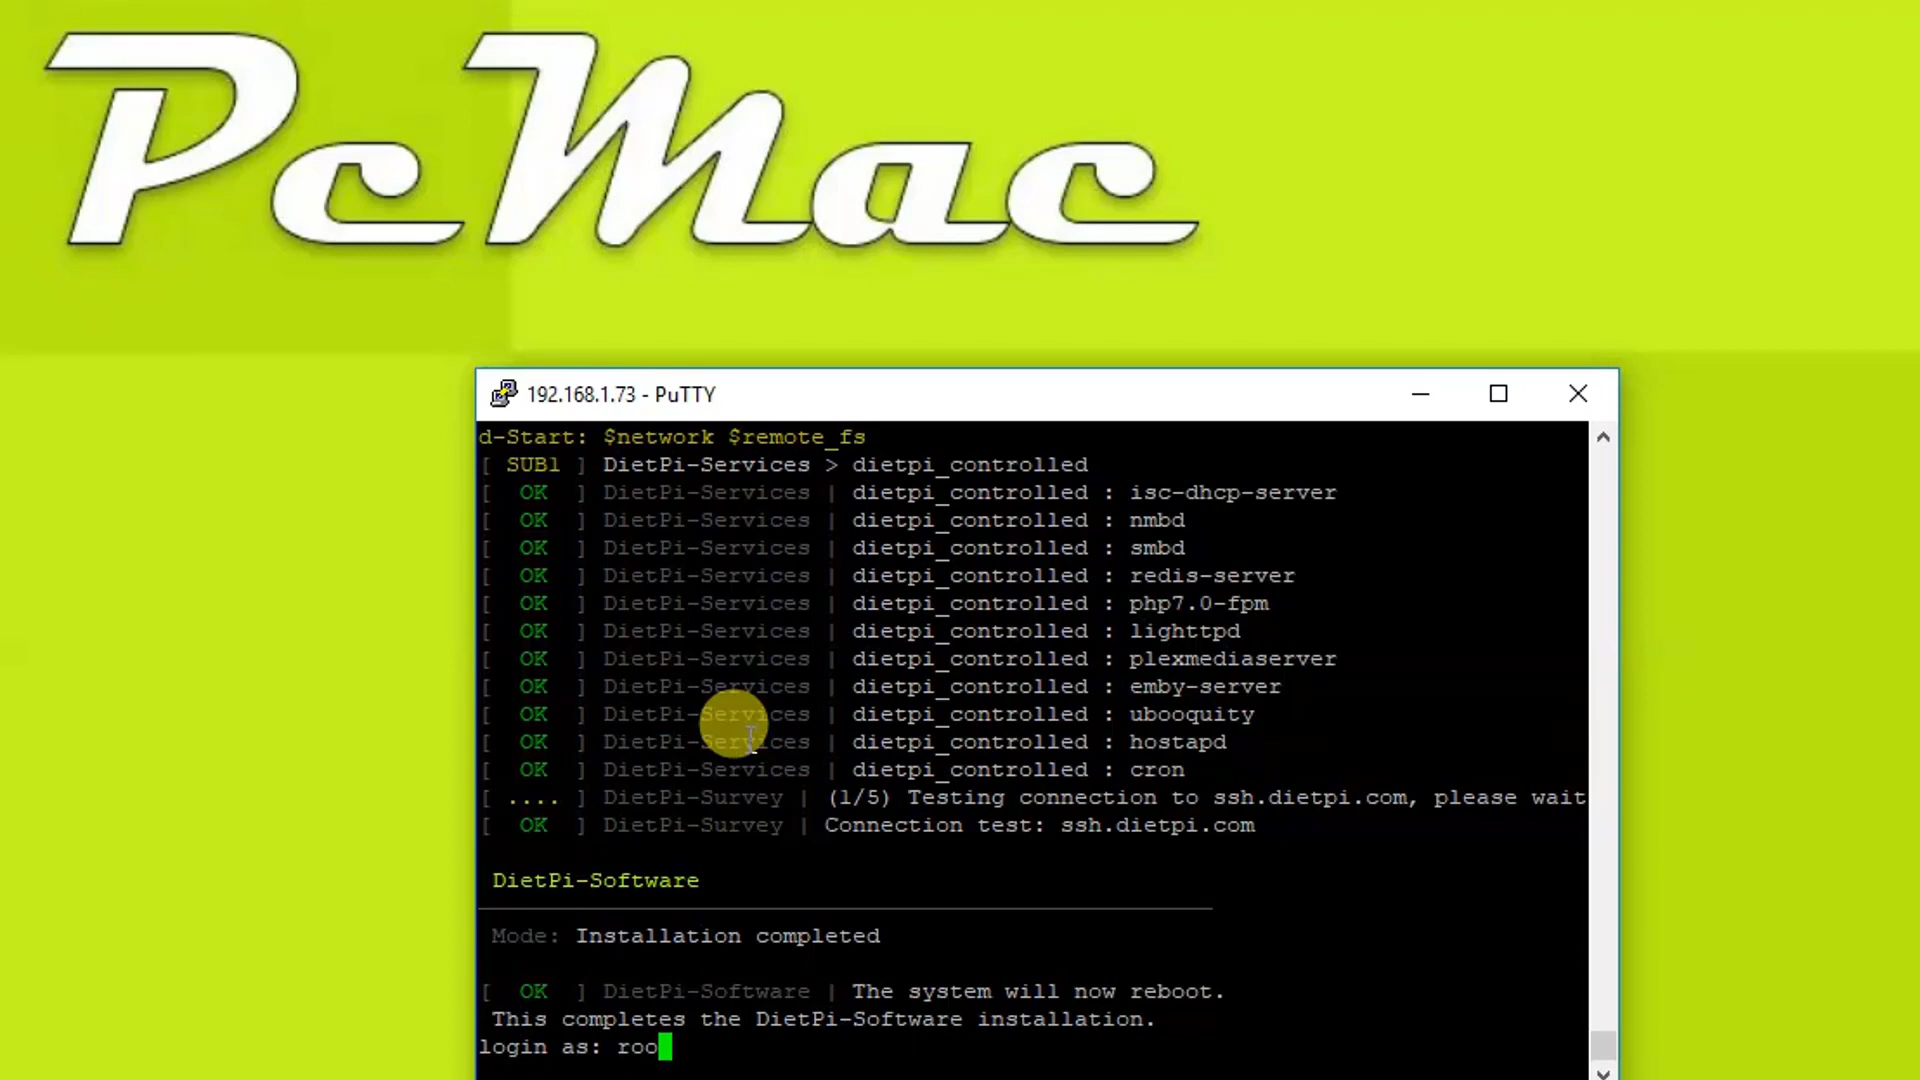 PcMac
192.168.1.73 - PuTTY
d-Start: $network $remote_fs
[ SUB1 ] DietPi-Services > dietpi_controlled
[ OK ] DietPi-Services | dietpi_controlled : isc-dhcp-server
[ OK ] DietPi-Services | dietpi_controlled : nmbd
[ OK ] DietPi-Services | dietpi_controlled : smbd
[ OK ] DietPi-Services | dietpi_controlled : redis-server
[ OK ] DietPi-Services | dietpi_controlled : php7.0-fpm
[ OK ] DietPi-Services | dietpi_controlled : lighttpd
[ OK ] DietPi-Services | dietpi_controlled : plexmediaserver
[ OK ] DietPi-Services | dietpi_controlled : emby-server
[ OK ] DietPi-Services | dietpi_controlled : ubooquity
[ OK ] DietPi-Services | dietpi_controlled : hostapd
[ OK ] DietPi-Services | dietpi_controlled : cron
[ .... ] DietPi-Survey | (1/5) Testing connection to ssh.dietpi.com, please wait
[ OK ] DietPi-Survey | Connection test: ssh.dietpi.com
DietPi-Software
Mode: Installation completed
[ OK ] DietPi-Software | The system will now reboot.
This completes the DietPi-Software installation.
login as: roo